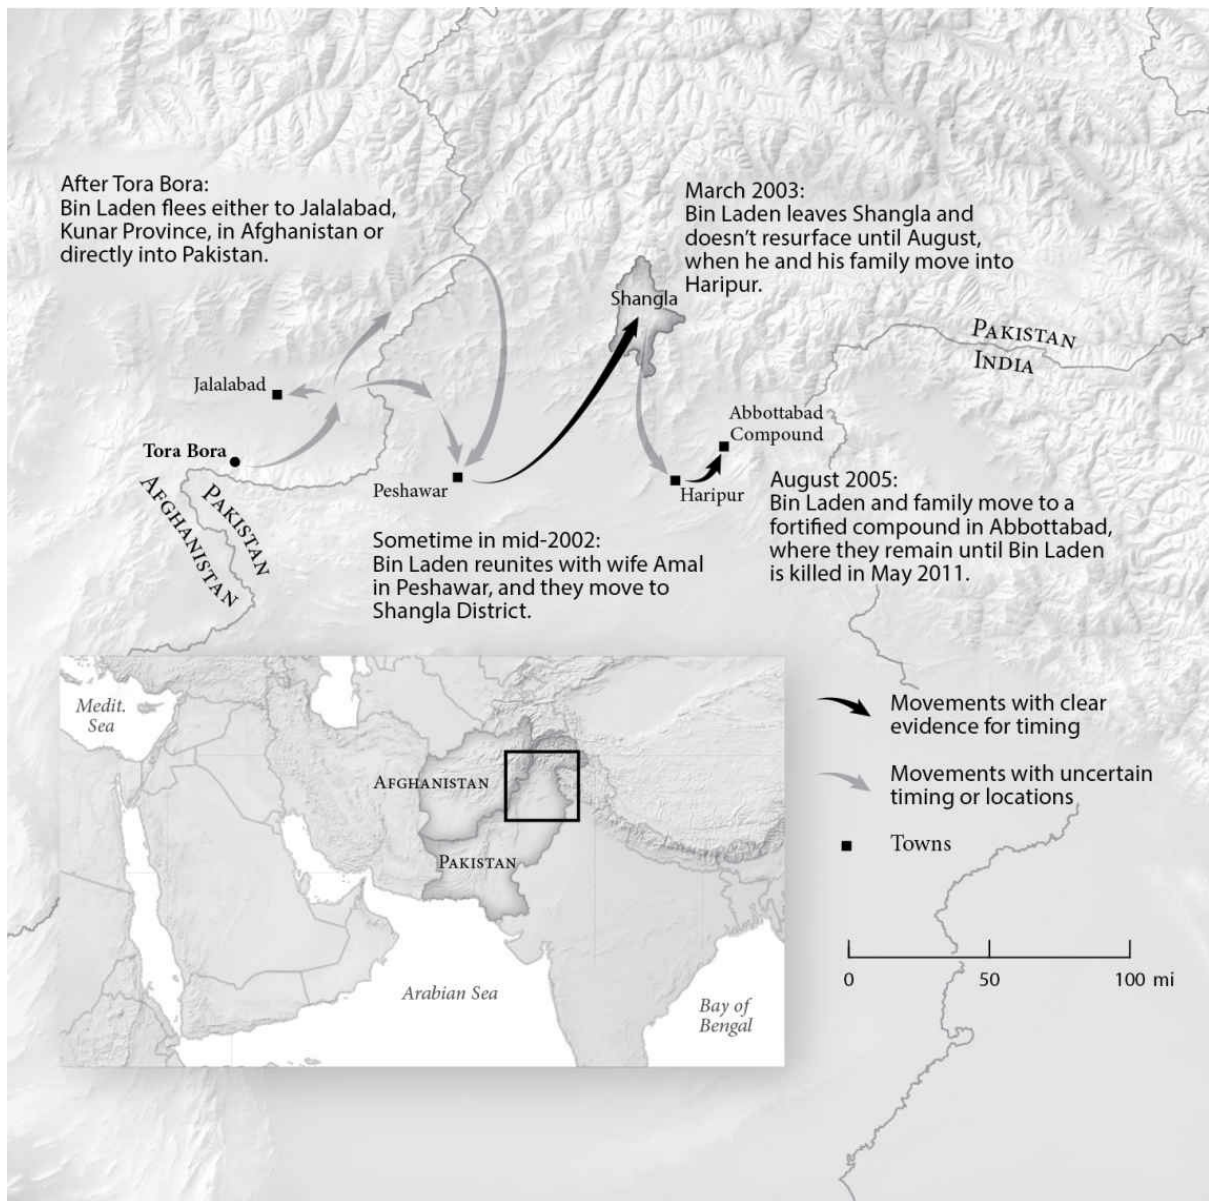 After Tora Bora:
Bin Laden flees either to Jalalabad,
Kunar Province, in Afghanistan or
directly into Pakistan.
March 2003:
Bin Laden leaves Shangla and
doesn't resurface until August,
when he and his family move into
Haripur.
Shangla
PAKISTAN
INDIA
Jalalabad
Abbottabad
Compound
Tora Bora
Peshawar
Haripur
PAKISTAN
AFGHANISTAN
August 2005:
Bin Laden and family move to a
fortified compound in Abbottabad,
where they remain until Bin Laden
is killed in May 2011.
Sometime in mid-2002:
Bin Laden reunites with wife Amal
in Peshawar, and they move to
Shangla District.
Medit.
Sea
AFGHANISTAN
PAKISTAN
Arabian Sea
Bay of
Bengal
Movements with clear
evidence for timing
Movements with uncertain
timing or locations
Towns
0 50 100 mi